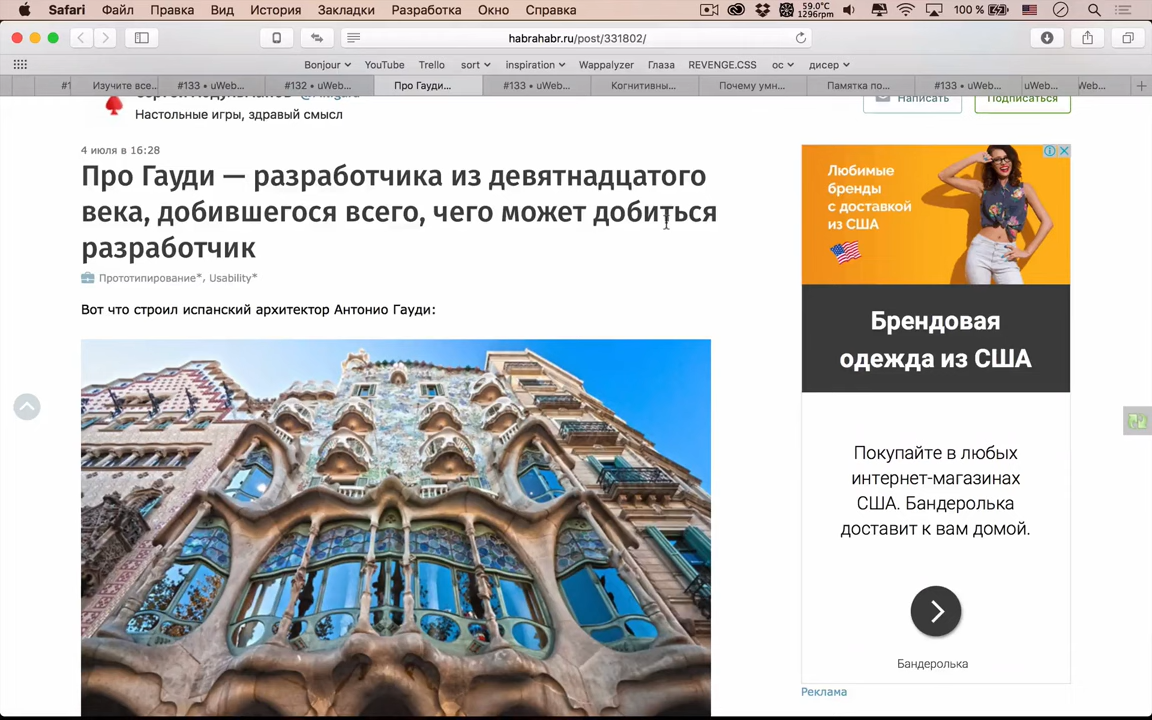 Safari Файл Правка Вид История Закладки Разработка Окно Справка
59.0°C
1296rpm
100 %
habrahabr.ru/post/331802/
Bonjour YouTube Trello sort inspiration Wappalyzer Глаза REVENGE.CSS ос дисер
Изучите все... #133 • uWeb... #132 • uWeb... Про Гауди... #133 • uWeb... Когнитивны... Почему умн... Памятка по... #133 • uWeb... uWeb... Web...
Настольные игры, здравый смысл
Написать
Подписаться
4 июля в 16:28
Про Гауди — разработчика из девятнадцатого
века, добившегося всего, чего может добиться
разработчик
Прототипирование*, Usability*
Вот что строил испанский архитектор Антонио Гауди:
Любимые
бренды
с доставкой
из США
Брендовая
одежда из США
Покупайте в любых
интернет-магазинах
США. Бандеролька
доставит к вам домой.
Бандеролька
Реклама